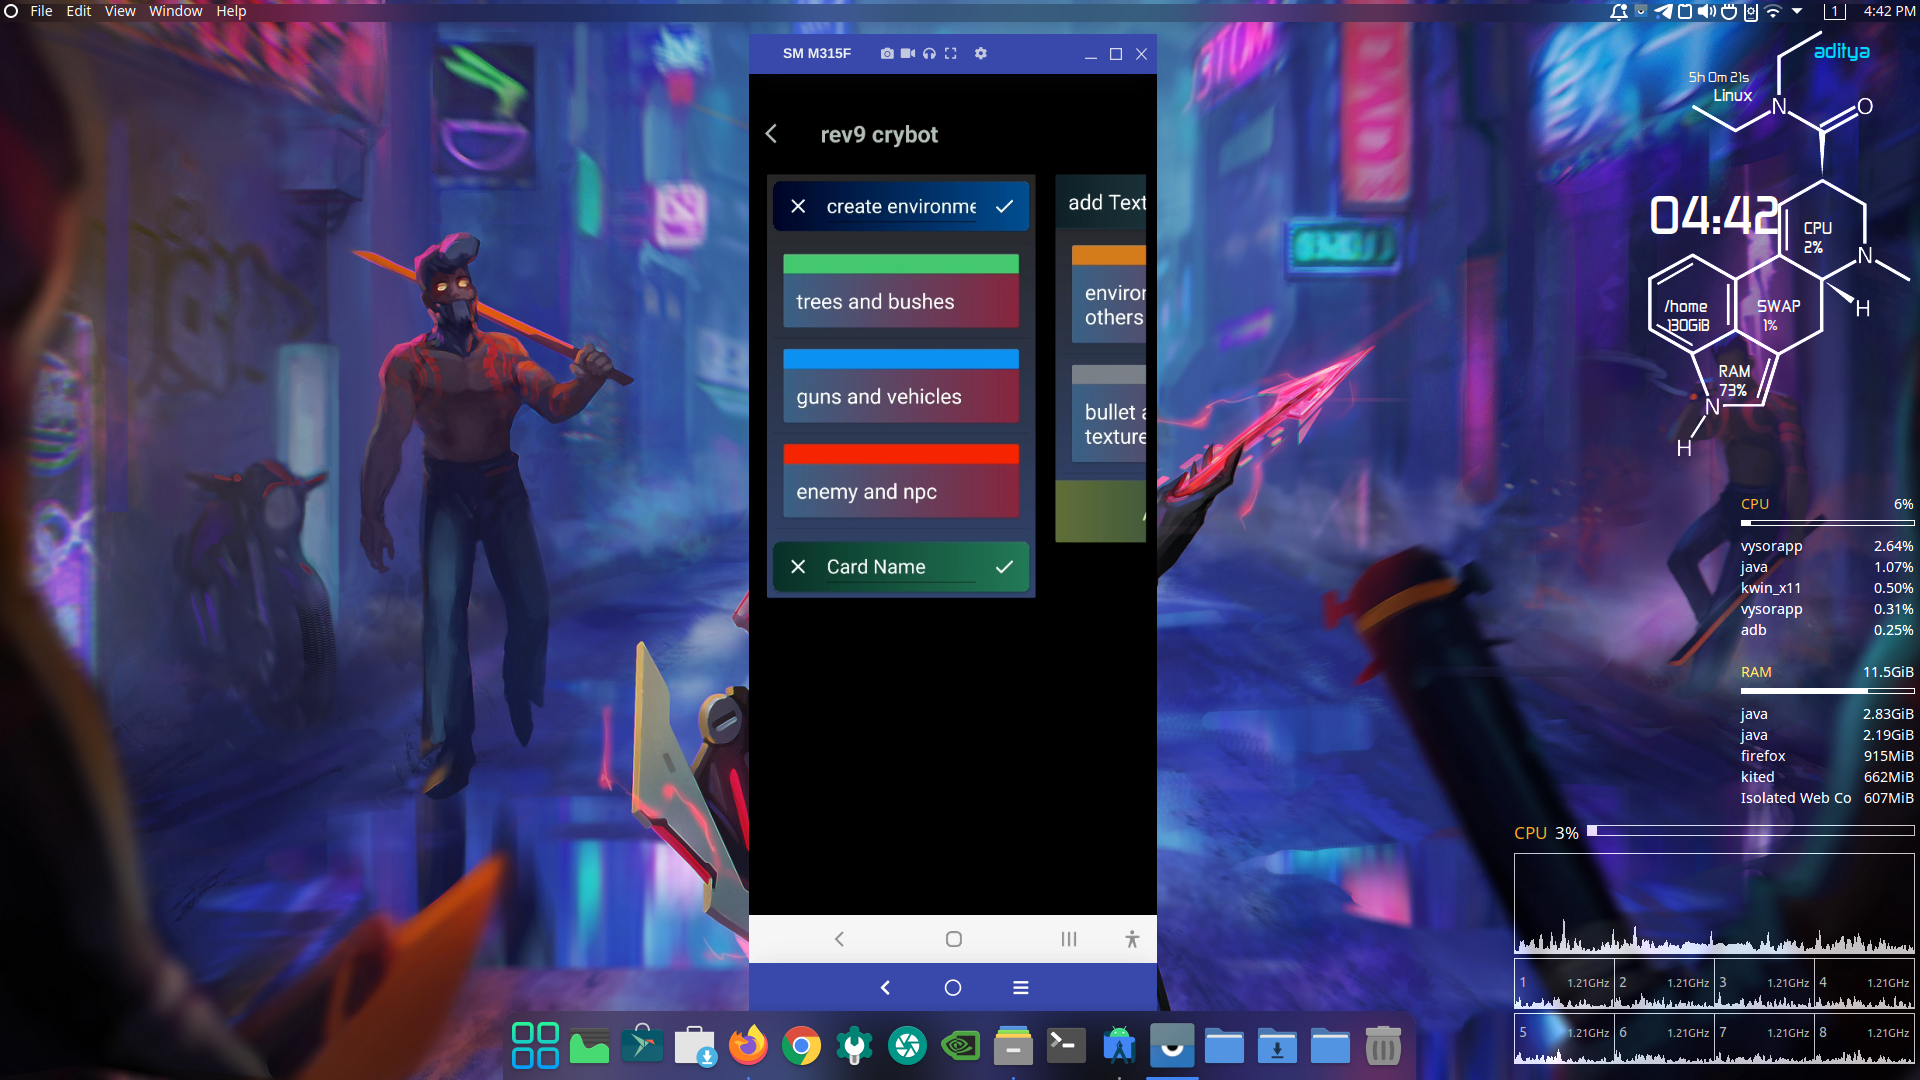 File Edit View Window Help
1 4:42 PM
SM M315F
rev9 crybot
create environme
trees and bushes
guns and vehicles
enemy and npc
Card Name
add Text
others
bullet
texture
aditya
5h 0m 21s
Linux
N
O
04:42
CPU
2%
N
H
/home
130GiB
SWAP
1%
RAM
73%
N
H
CPU 6%
vysorapp 2.64%
java 1.07%
kwin_x11 0.50%
vysorapp 0.31%
adb 0.25%
RAM 11.5GiB
java 2.83GiB
java 2.19GiB
firefox 915MiB
kited 662MiB
Isolated Web Co 607MiB
CPU 3%
1 1.21GHz 2 1.21GHz 3 1.21GHz 4 1.21GHz
5 1.21GHz 6 1.21GHz 7 1.21GHz 8 1.21GHz